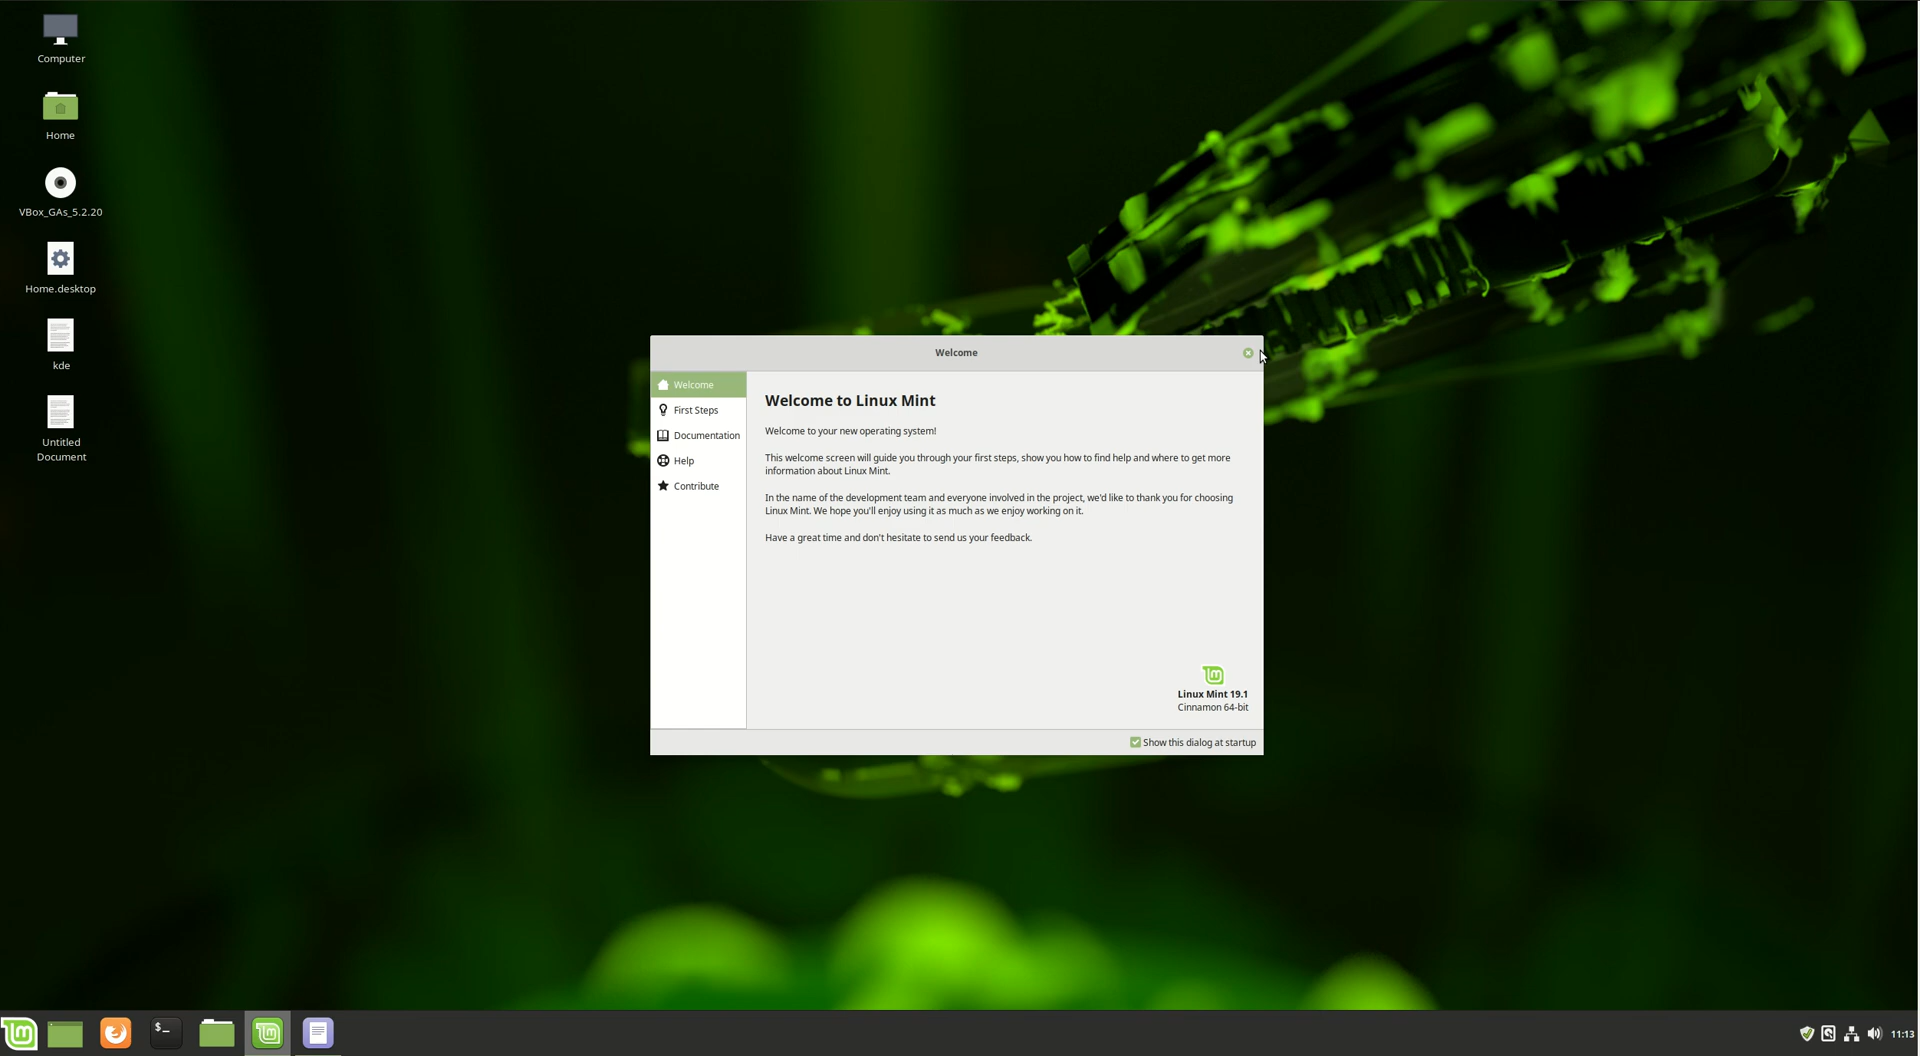 Computer
Home
VBox_GAs_5.2.20
Home.desktop
kde
Untitled
Document
Welcome
Welcome
First Steps
Documentation
Help
Contribute
Welcome to Linux Mint
Welcome to your new operating system!
This welcome screen will guide you through your first steps, show you how to find help and where to get more
information about Linux Mint.
In the name of the development team and everyone involved in the project, we'd like to thank you for choosing
Linux Mint. We hope you'll enjoy using it as much as we enjoy working on it.
Have a great time and don't hesitate to send us your feedback.
Linux Mint 19.1
Cinnamon 64-bit
Show this dialog at startup
$_
11:13